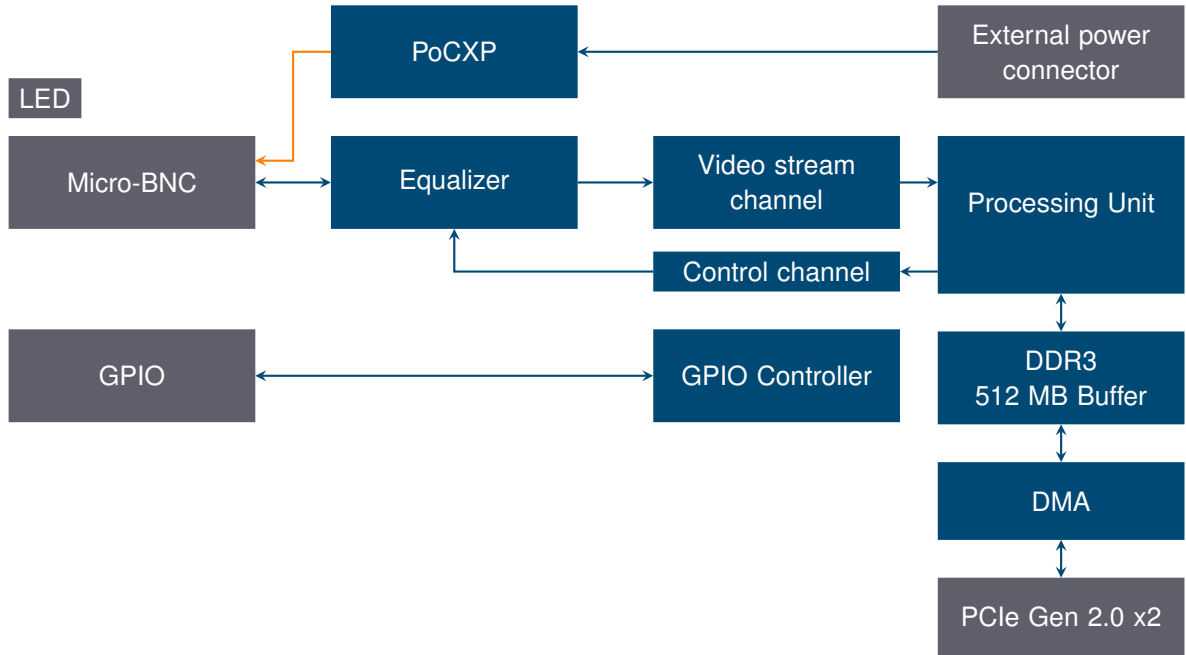 PoCXP
External power
connector
LED
Micro-BNC
Equalizer
Video stream
channel
Processing Unit
Control channel
GPIO
GPIO Controller
DDR3
512 MB Buffer
DMA
PCIe Gen 2.0 x2